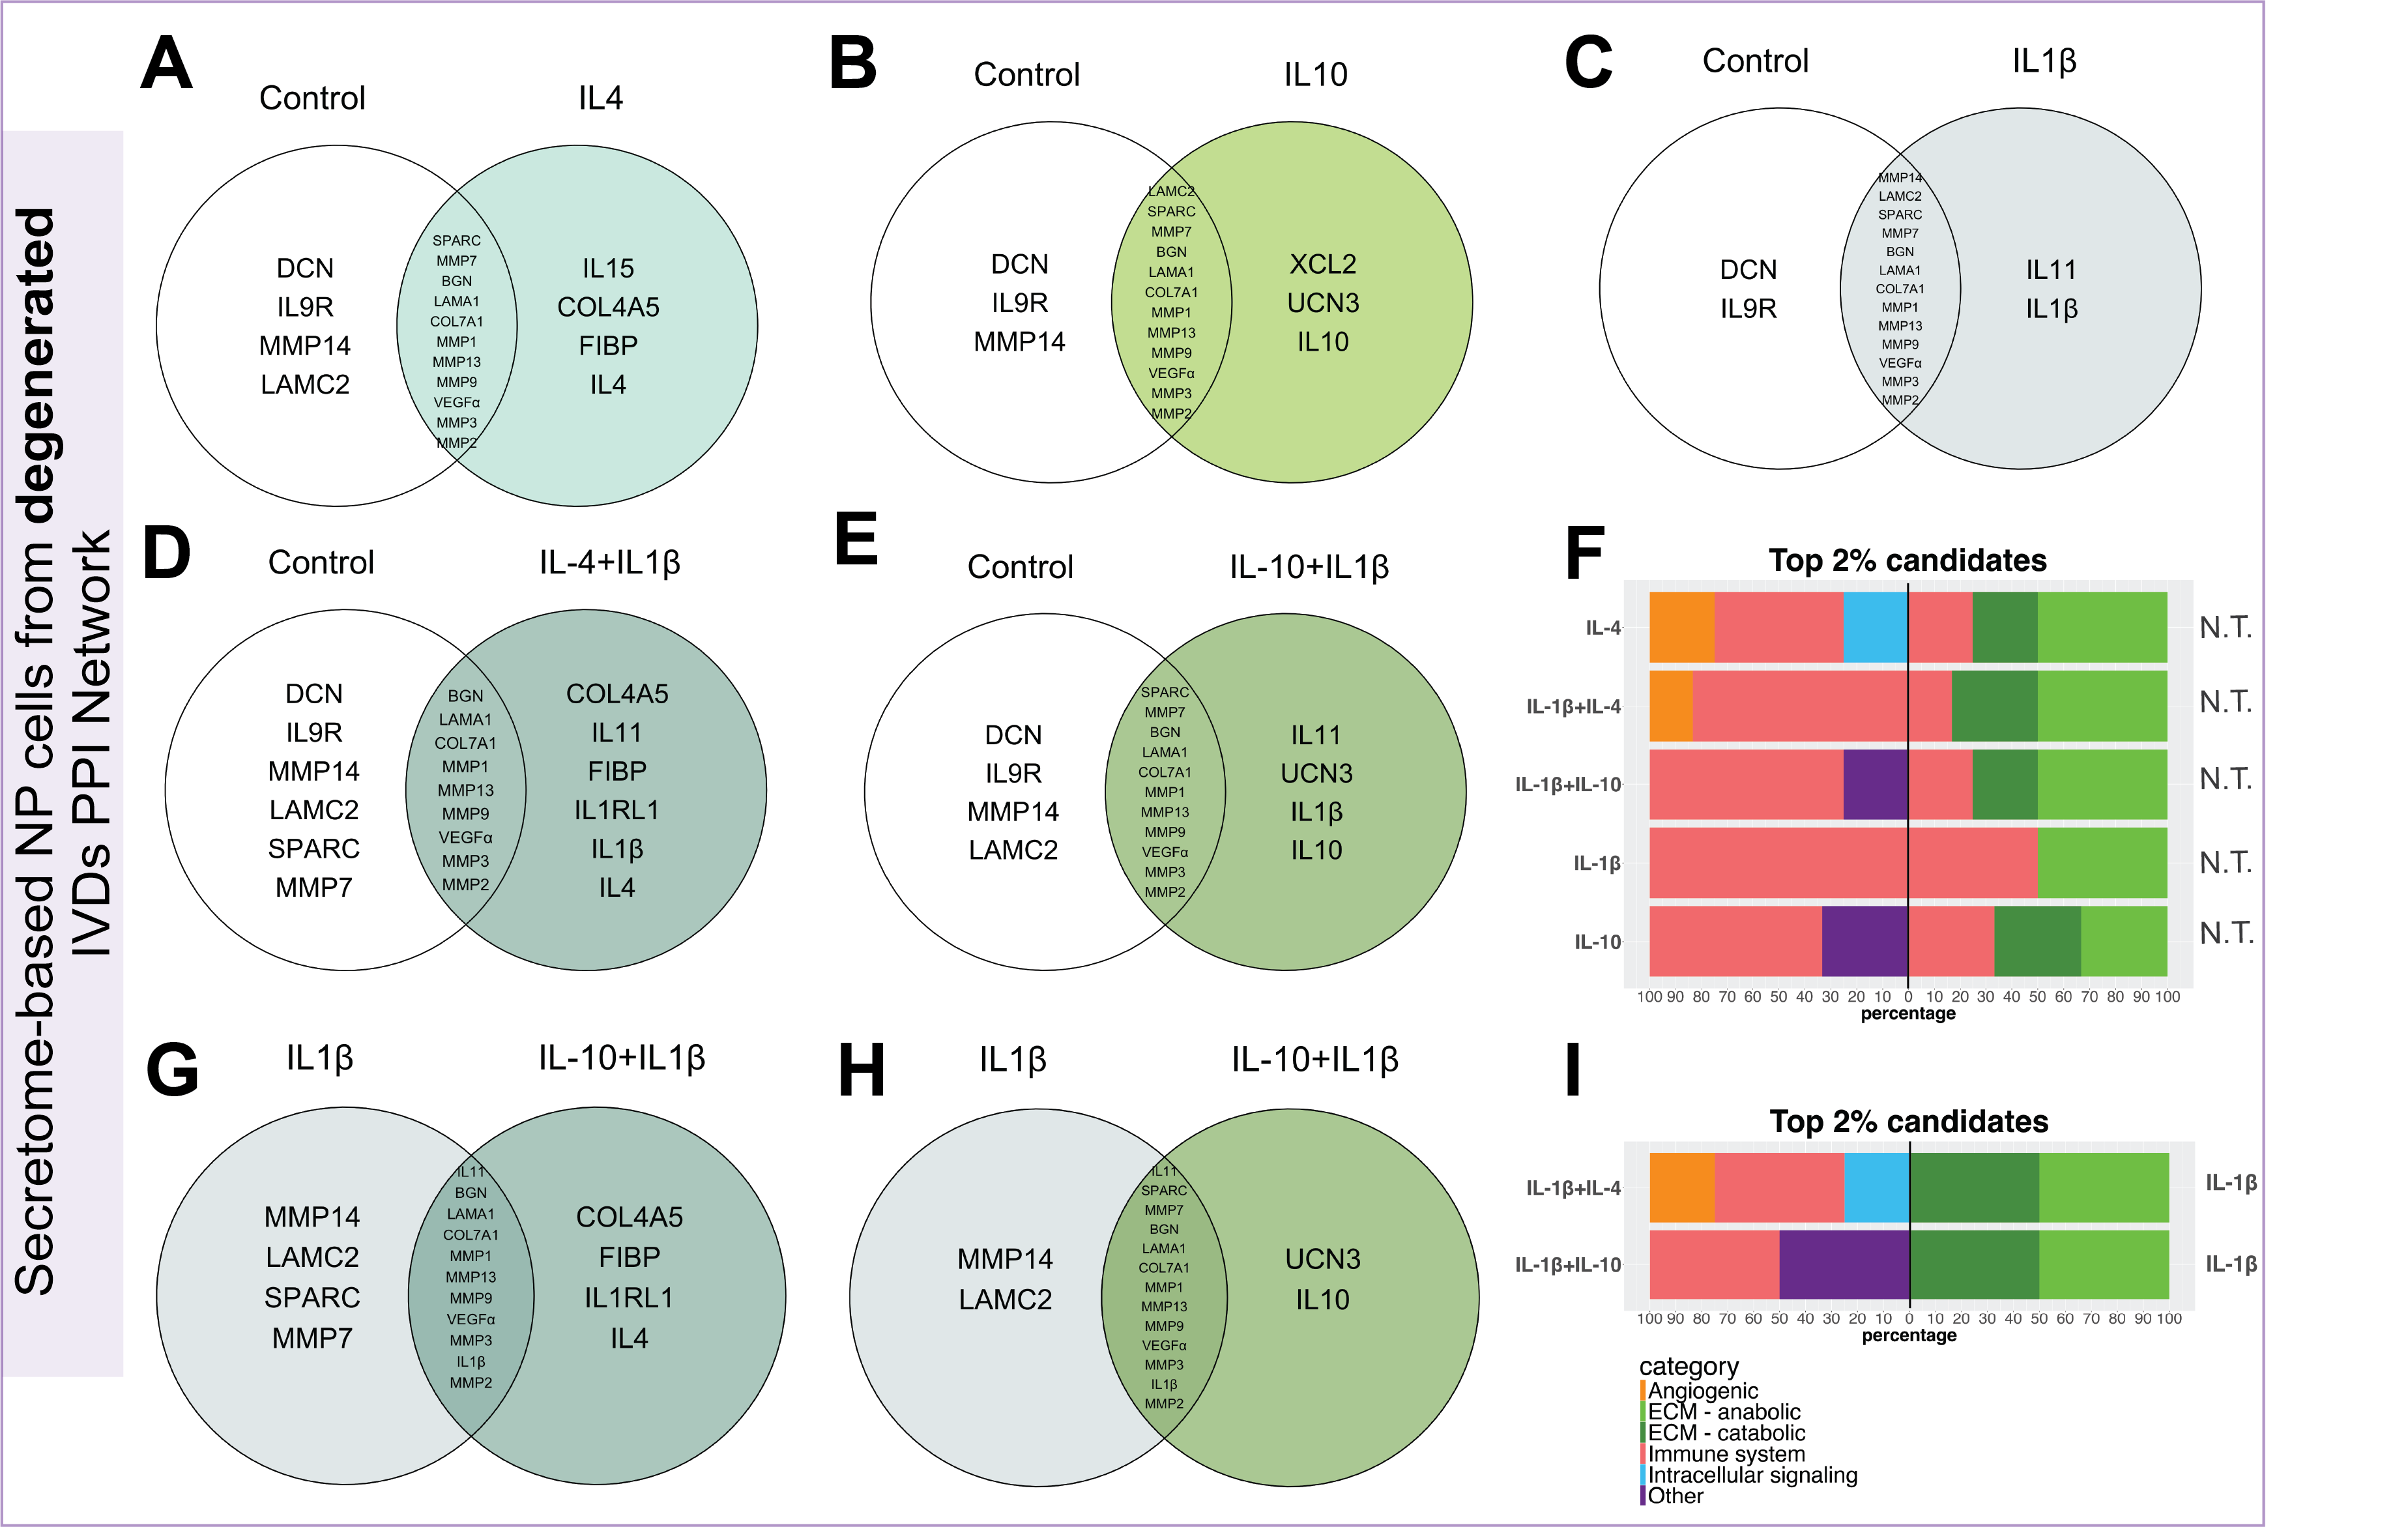 Secretome-based NP cells from degenerated
IVDs PPI Network
A
Control
IL4
DCN
IL9R
MMP14
LAMC2
SPARC
MMP7
BGN
LAMA1
COL7A1
MMP1
MMP13
MMP9
VEGFα
MMP3
MMP2
IL15
COL4A5
FIBP
IL4
B
Control
IL10
DCN
IL9R
MMP14
LAMC2
SPARC
MMP7
BGN
LAMA1
COL7A1
MMP1
MMP13
MMP9
VEGFα
MMP3
MMP2
XCL2
UCN3
IL10
C
Control
IL1β
DCN
IL9R
MMP14
LAMC2
SPARC
MMP7
BGN
LAMA1
COL7A1
MMP1
MMP13
MMP9
VEGFα
MMP3
MMP2
IL11
IL1β
D
Control
IL-4+IL1β
DCN
IL9R
MMP14
LAMC2
SPARC
MMP7
BGN
LAMA1
COL7A1
MMP1
MMP13
MMP9
VEGFα
MMP3
MMP2
COL4A5
IL11
FIBP
IL1RL1
IL1β
IL4
E
Control
IL-10+IL1β
DCN
IL9R
MMP14
LAMC2
SPARC
MMP7
BGN
LAMA1
COL7A1
MMP1
MMP13
MMP9
VEGFα
MMP3
MMP2
IL11
UCN3
IL1β
IL10
F
Top 2% candidates
IL-4 N.T.
IL-1β+IL-4 N.T.
IL-1β+IL-10 N.T.
IL-1β N.T.
IL-10 N.T.
100 90 80 70 60 50 40 30 20 10 0 10 20 30 40 50 60 70 80 90 100
percentage
G
IL1β
IL-10+IL1β
MMP14
LAMC2
SPARC
MMP7
IL11
BGN
LAMA1
COL7A1
MMP1
MMP13
MMP9
VEGFα
MMP3
IL1β
MMP2
COL4A5
FIBP
IL1RL1
IL4
H
IL1β
IL-10+IL1β
MMP14
LAMC2
IL11
SPARC
MMP7
BGN
LAMA1
COL7A1
MMP1
MMP13
MMP9
VEGFα
MMP3
IL1β
MMP2
UCN3
IL10
I
Top 2% candidates
IL-1β+IL-4 IL-1β
IL-1β+IL-10 IL-1β
100 90 80 70 60 50 40 30 20 10 0 10 20 30 40 50 60 70 80 90 100
percentage
category
Angiogenic
ECM - anabolic
ECM - catabolic
Immune system
Intracellular signaling
Other